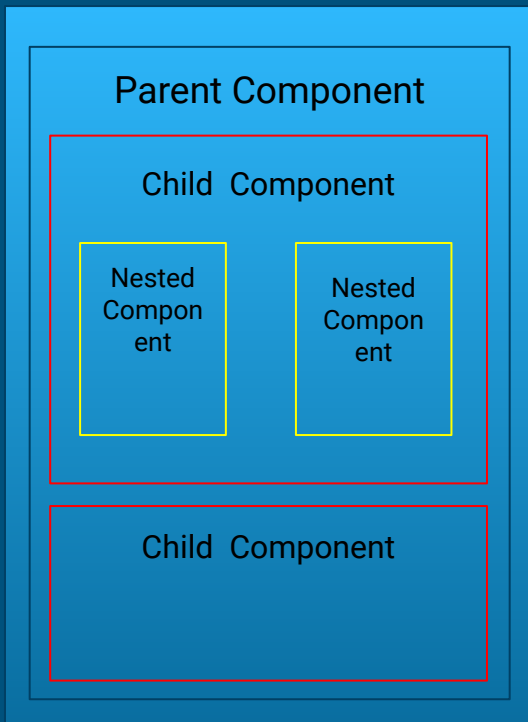 Parent Component
Child  Component
Nested
Compon
ent
Nested
Compon
ent
Child  Component